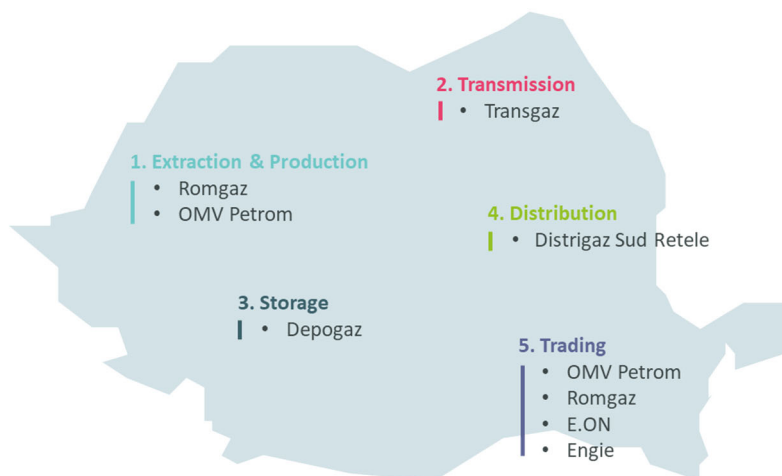 2. Transmission
• Transgaz
1. Extraction & Production
• Romgaz
• OMV Petrom
4. Distribution
• Distrigaz Sud Retele
3. Storage
• Depogaz
5. Trading
• OMV Petrom
• Romgaz
• E.ON
• Engie